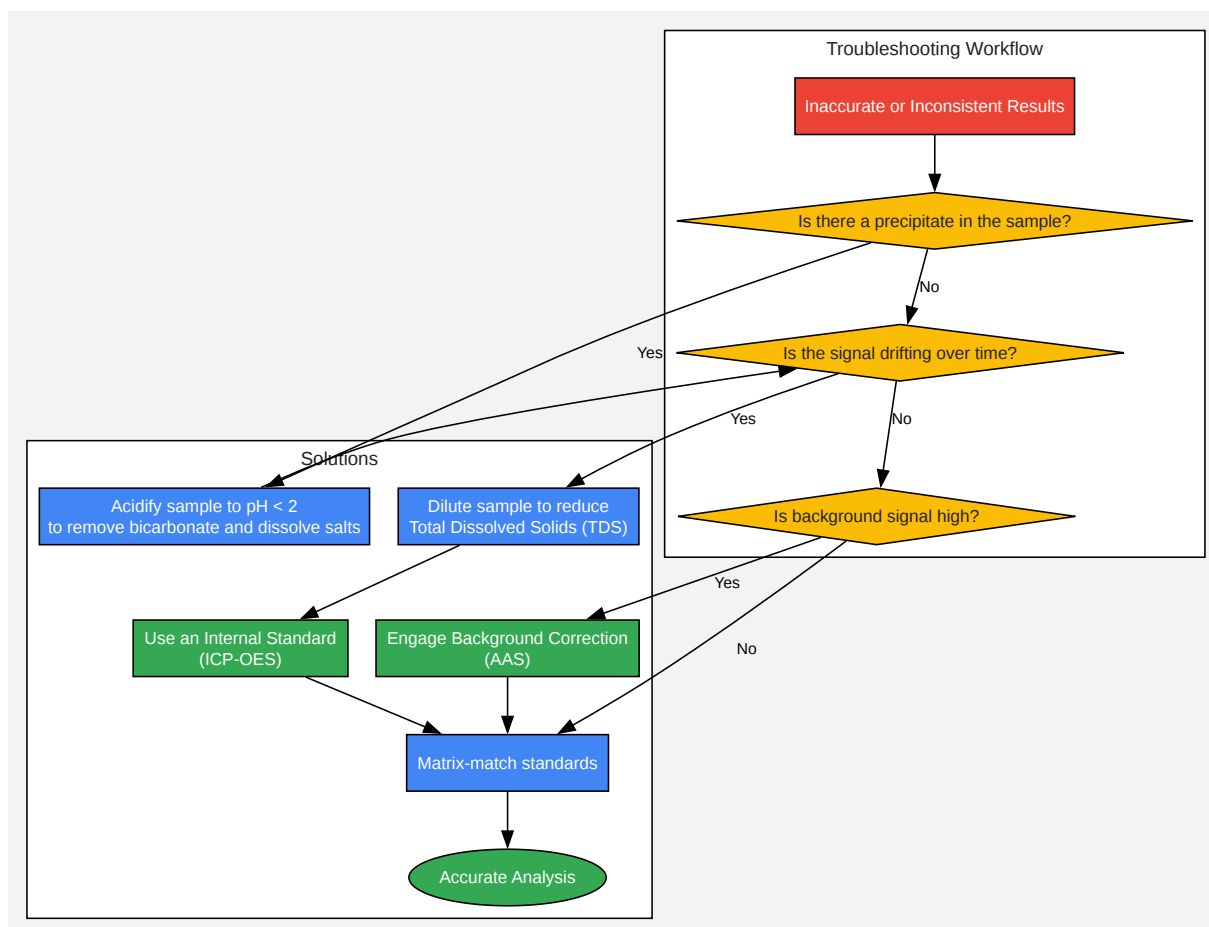 Troubleshooting Workflow
Inaccurate or Inconsistent Results
Is there a precipitate in the sample?
No
Yes
Is the signal drifting over time?
Yes
No
Solutions
Acidify sample to pH < 2
to remove bicarbonate and dissolve salts
Dilute sample to reduce
Total Dissolved Solids (TDS)
Is background signal high?
Yes
No
Use an Internal Standard
(ICP-OES)
Engage Background Correction
(AAS)
Matrix-match standards
Accurate Analysis